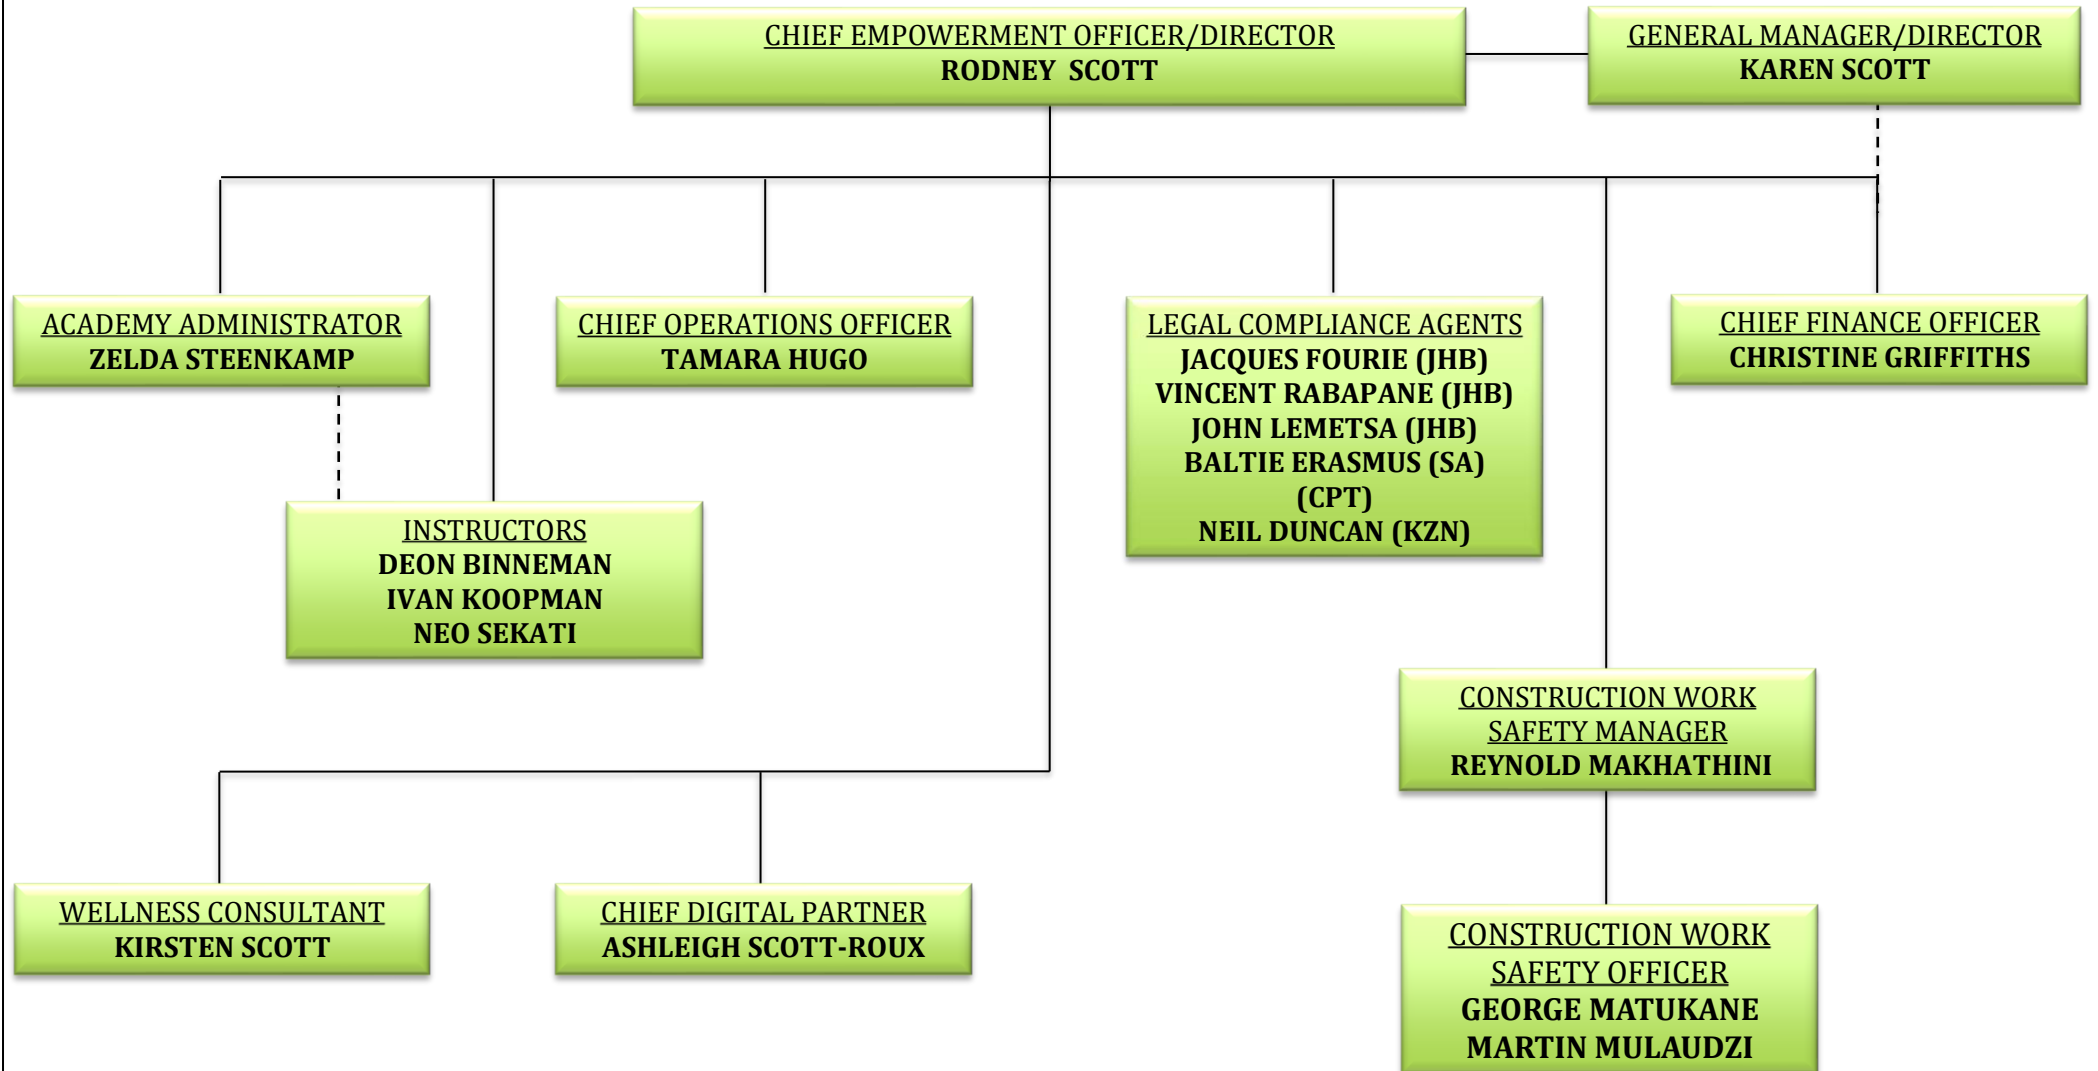 CHIEF EMPOWERMENT OFFICER/DIRECTOR
RODNEY SCOTT
GENERAL MANAGER/DIRECTOR
KAREN SCOTT
ACADEMY ADMINISTRATOR
ZELDA STEENKAMP
CHIEF OPERATIONS OFFICER
TAMARA HUGO
LEGAL COMPLIANCE AGENTS
JACQUES FOURIE (JHB)
VINCENT RABAPANE (JHB)
JOHN LEMETSA (JHB)
BALTIE ERASMUS (SA)
(CPT)
NEIL DUNCAN (KZN)
CHIEF FINANCE OFFICER
CHRISTINE GRIFFITHS
INSTRUCTORS
DEON BINNEMAN
IVAN KOOPMAN
NEO SEKATI
CONSTRUCTION WORK
SAFETY MANAGER
REYNOLD MAKHATHINI
WELLNESS CONSULTANT
KIRSTEN SCOTT
CHIEF DIGITAL PARTNER
ASHLEIGH SCOTT-ROUX
CONSTRUCTION WORK
SAFETY OFFICER
GEORGE MATUKANE
MARTIN MULAUDZI